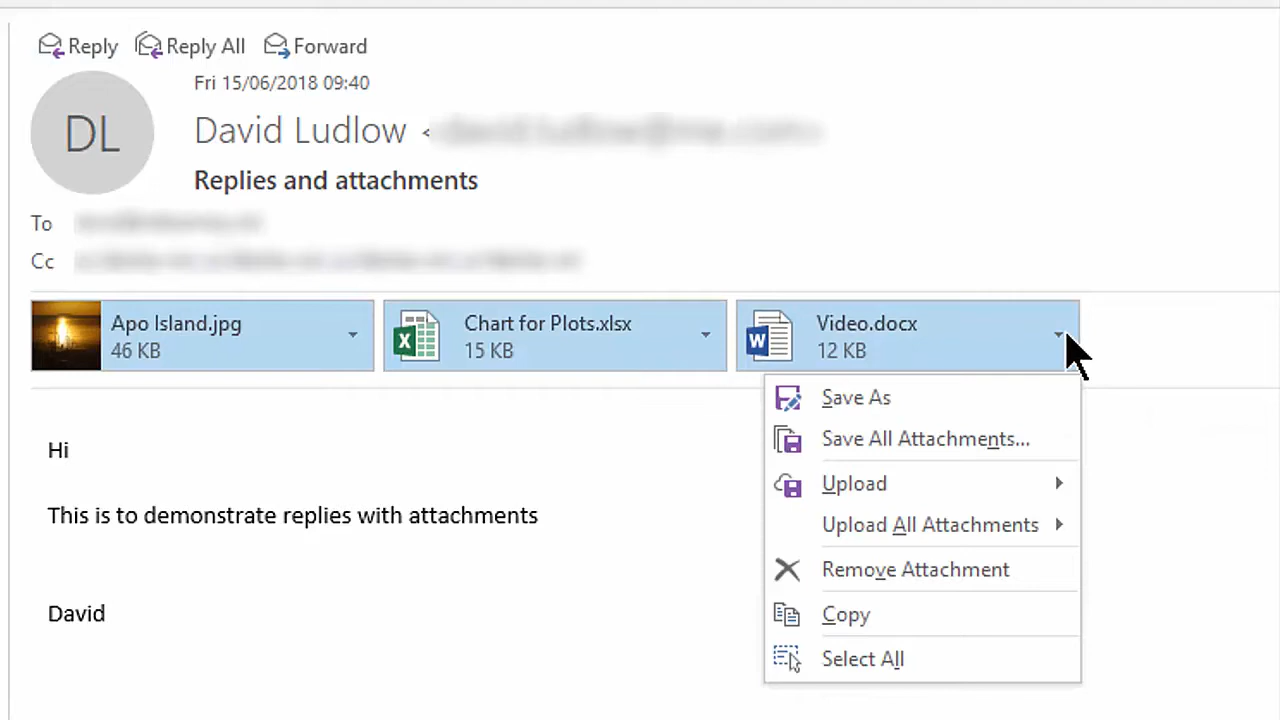 Reply Reply All Forward
Fri 15/06/2018 09:40
DL
David Ludlow <
Replies and attachments
To
Cc
Apo Island.jpg
46 KB
Chart for Plots.xlsx
15 KB
Video.docx
12 KB
Save As
Save All Attachments...
Upload
Upload All Attachments
Remove Attachment
Copy
Select All
Hi
This is to demonstrate replies with attachments
David